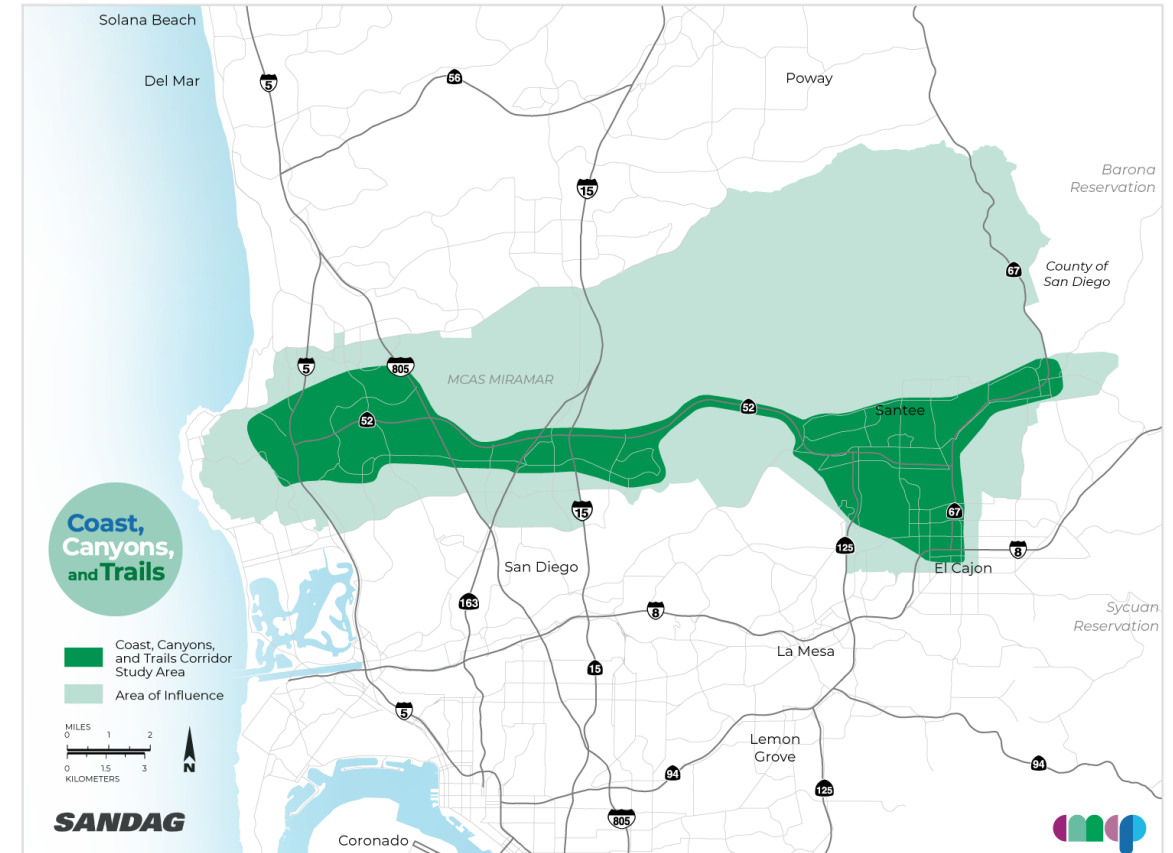 Solana Beach
Del Mar
5
56
Poway
15
Barona
Reservation
67
County of
San Diego
5
805
MCAS MIRAMAR
52
52
Santee
15
67
125
8
El Cajon
San Diego
163
8
Sycuan
Reservation
La Mesa
15
5
Lemon
Grove
94
94
125
805
Coronado
Coast,
Canyons,
and Trails
Coast, Canyons,
and Trails Corridor
Study Area
Area of Influence
MILES
0 1 2
0 1.5 3
KILOMETERS
N
SANDAG
cmcp